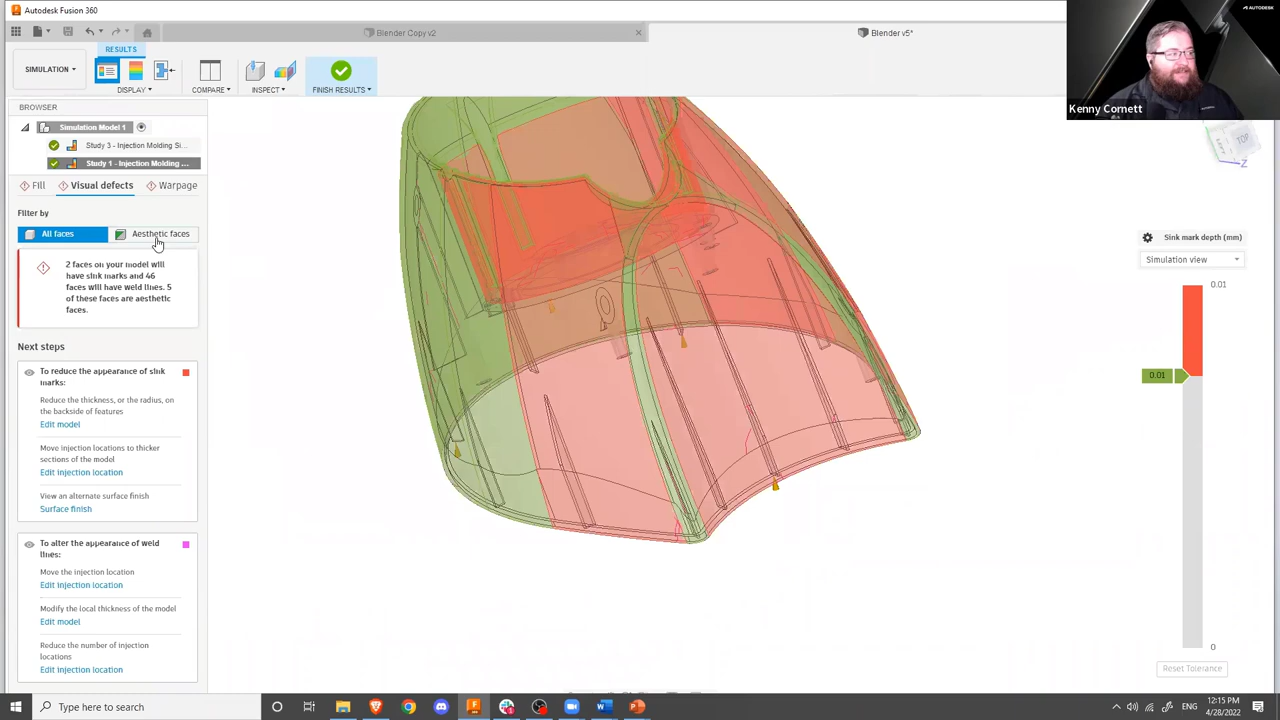 Autodesk Fusion 360
AUTODESK
Blender Copy v2
Blender v5*
RESULTS
SIMULATION
DISPLAY
COMPARE
INSPECT
FINISH RESULTS
Kenny Cornett
BROWSER
Simulation Model 1
Study 3 - Injection Molding Si...
Study 1 - Injection Molding ...
Fill
Visual defects
Warpage
Filter by
All faces
Aesthetic faces
2 faces on your model will
have sink marks and 46
faces will have weld lines. 5
of these faces are aesthetic
faces.
Next steps
To reduce the appearance of sink
marks:
Reduce the thickness, or the radius, on
the backside of features
Edit model
Move injection locations to thicker
sections of the model
Edit injection location
View an alternate surface finish
Surface finish
To alter the appearance of weld
lines:
Move the injection location
Edit injection location
Modify the local thickness of the model
Edit model
Reduce the number of injection
locations
Edit injection location
TOP
LEFT
Z
Sink mark depth (mm)
Simulation view
0.01
0.01
0
Reset Tolerance
Type here to search
ENG
12:15 PM
4/28/2022